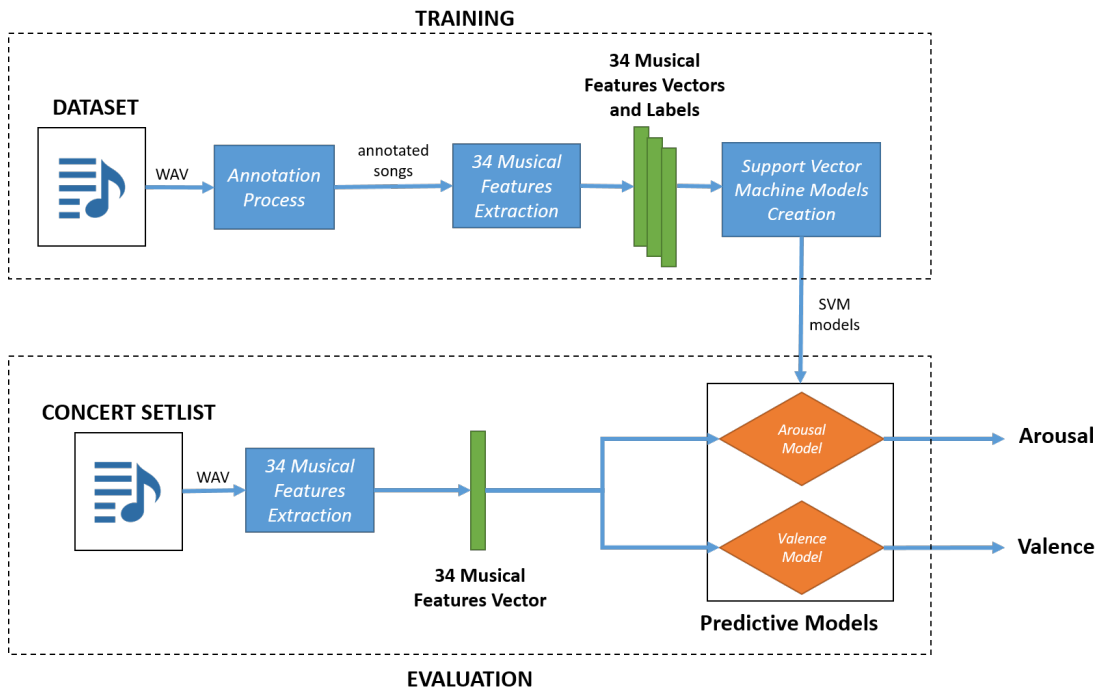 TRAINING
DATASET
WAV
Annotation
Process
annotated
songs
34 Musical
Features
Extraction
34 Musical
Features Vectors
and Labels
Support Vector
Machine Models
Creation
SVM
models
CONCERT SETLIST
WAV
34 Musical
Features
Extraction
34 Musical
Features Vector
Arousal
Model
Arousal
Valence
Model
Valence
Predictive Models
EVALUATION